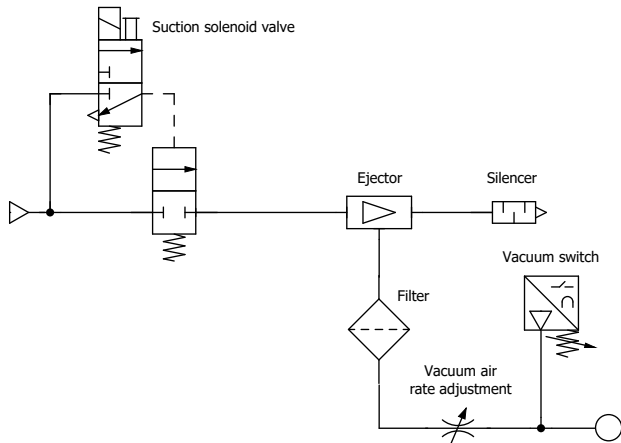 Suction solenoid valve
Ejector
Silencer
Vacuum switch
Filter
Vacuum air
rate adjustment